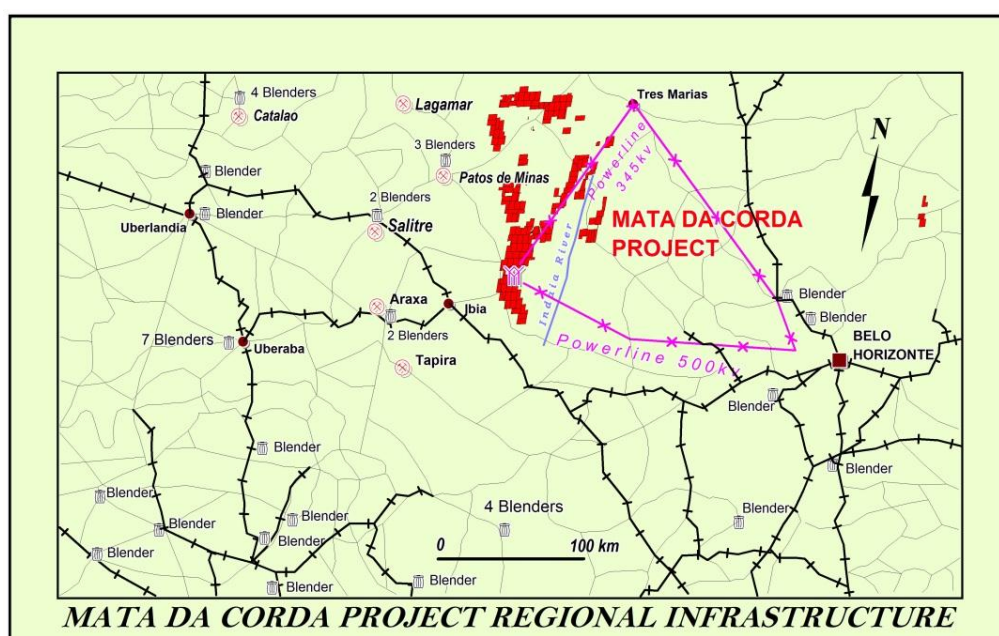 4 Blenders
Catalao
Lagamar
Tres Marias
N
3 Blenders
Patos de Minas
Powerline
345kv
Blender
2 Blenders
Blender
Uberlandia
Salitre
MATA DA CORDA
PROJECT
Indaia River
Araxa
Ibia
Blender
Blender
2 Blenders
7 Blenders
Uberaba
Tapira
Powerline 500kv
BELO
HORIZONTE
Blender
Blender
Blender
Blender
4 Blenders
Blender
Blender
Blender
Blender
Blender
Blender
Blender
0 100 km
MATA DA CORDA PROJECT REGIONAL INFRASTRUCTURE